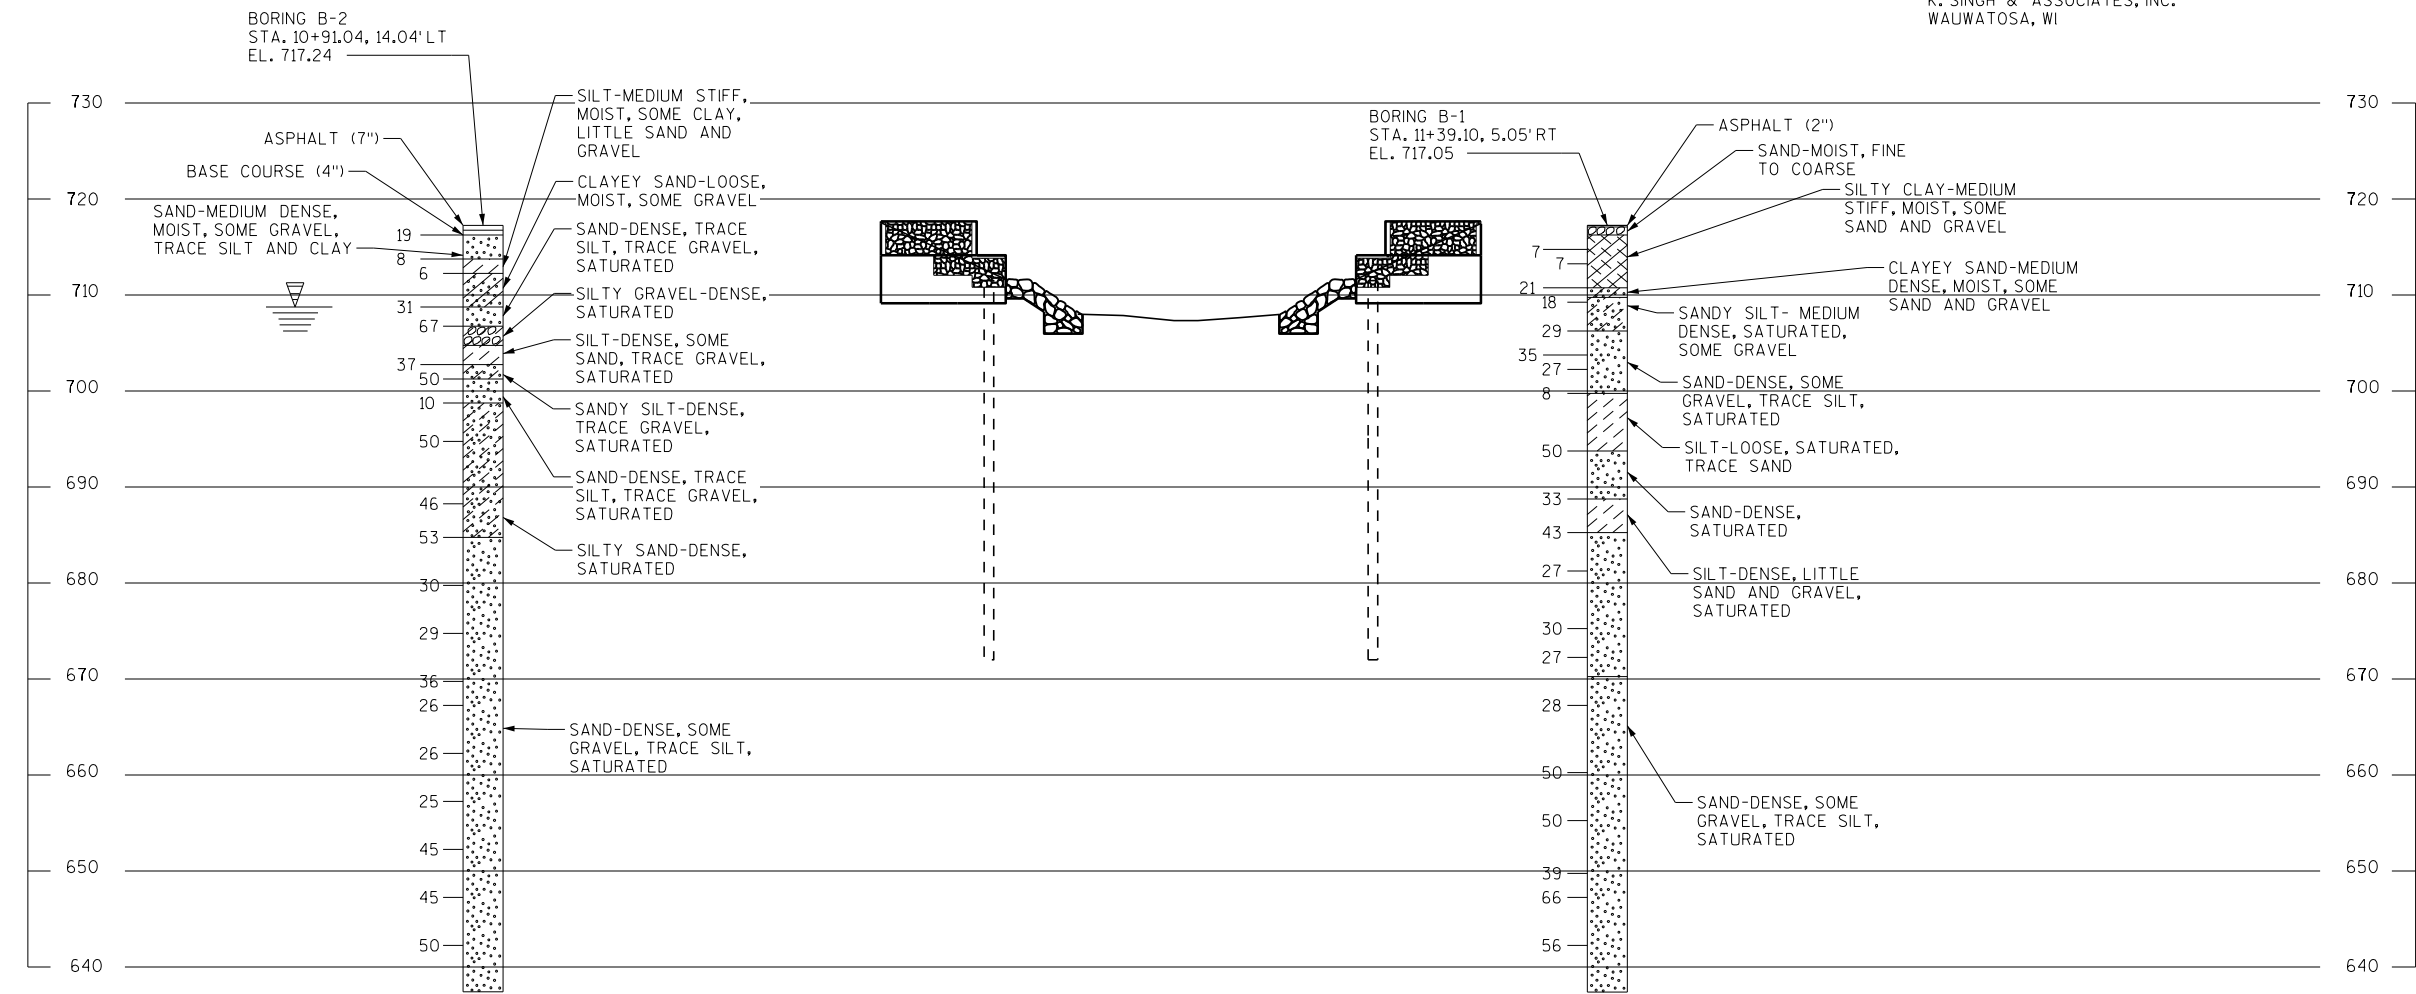 K. SINGH & ASSOCIATES, INC.
WAUWATOSA, WI
BORING B-2
STA. 10+91.04, 14.04' LT
EL. 717.24
730
720
710
700
690
680
670
660
650
640
ASPHALT (7")
BASE COURSE (4")
SAND-MEDIUM DENSE,
MOIST, SOME GRAVEL,
TRACE SILT AND CLAY
19
8
6
31
67
37
50
10
50
46
53
30
29
36
26
26
25
45
45
50
SILT-MEDIUM STIFF,
MOIST, SOME CLAY,
LITTLE SAND AND
GRAVEL
CLAYEY SAND-LOOSE,
MOIST, SOME GRAVEL
SAND-DENSE, TRACE
SILT, TRACE GRAVEL,
SATURATED
SILTY GRAVEL-DENSE,
SATURATED
SILT-DENSE, SOME
SAND, TRACE GRAVEL,
SATURATED
SANDY SILT-DENSE,
TRACE GRAVEL,
SATURATED
SAND-DENSE, TRACE
SILT, TRACE GRAVEL,
SATURATED
SILTY SAND-DENSE,
SATURATED
SAND-DENSE, SOME
GRAVEL, TRACE SILT,
SATURATED
BORING B-1
STA. 11+39.10, 5.05' RT
EL. 717.05
7
7
21
18
29
35
27
8
50
33
43
27
30
27
28
50
50
39
66
56
ASPHALT (2")
SAND-MOIST, FINE
TO COARSE
SILTY CLAY-MEDIUM
STIFF, MOIST, SOME
SAND AND GRAVEL
CLAYEY SAND-MEDIUM
DENSE, MOIST, SOME
SAND AND GRAVEL
SANDY SILT- MEDIUM
DENSE, SATURATED,
SOME GRAVEL
SAND-DENSE, SOME
GRAVEL, TRACE SILT,
SATURATED
SILT-LOOSE, SATURATED,
TRACE SAND
SAND-DENSE,
SATURATED
SILT-DENSE, LITTLE
SAND AND GRAVEL,
SATURATED
SAND-DENSE, SOME
GRAVEL, TRACE SILT,
SATURATED
730
720
710
700
690
680
670
660
650
640